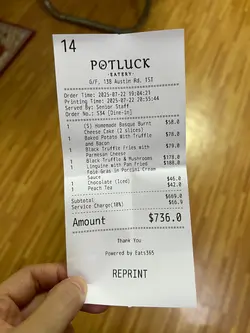 14
POTLUCK
·EATERY·
G/F, 13B Austin Rd, TST
Order Time: 2025-07-22 19:04:21
Printing Time: 2025-07-22 20:55:44
Served By: Senior Staff
Order No.: S34 [Dine-in]
1 (S) Homemade Basque Burnt $50.0
Cheese Cake (2 slices)
1 Baked Potato With Truffle $78.0
and Bacon
1 Black Truffle Fries with $79.0
Parmesan Cheese
1 Black Truffle & Mushrooms $178.0
1 Linguine with Pan Fried $188.0
Foie Gras in Porcini Cream
Sauce
1 Chocolate (Iced) $46.0
1 Peach Tea $42.0
Subtotal $669.0
Service Charge(10%) $66.9
Amount $736.0
Thank You
Powered by Eats365
REPRINT